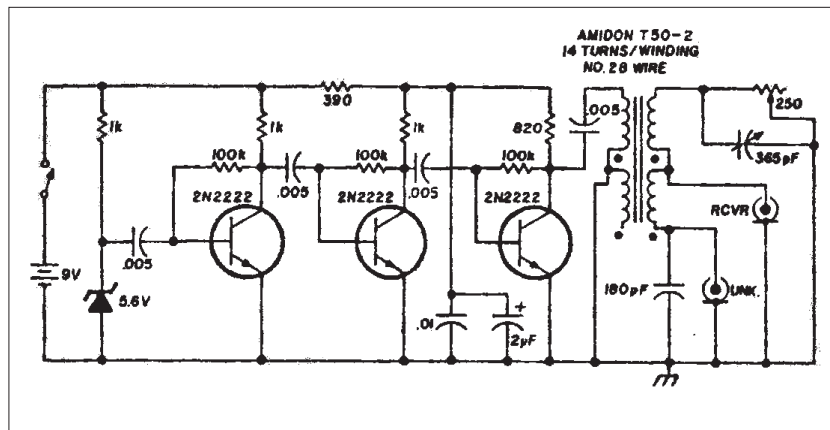 AMIDON T50-2
14 TURNS/WINDING
NO. 28 WIRE
390
.005
250
1k
1k
1k
820
365pF
100k
100k
100k
.005
.005
2N2222
2N2222
2N2222
RCVR
.005
9V
5.6V
180pF
UNK.
.01
+
2µF